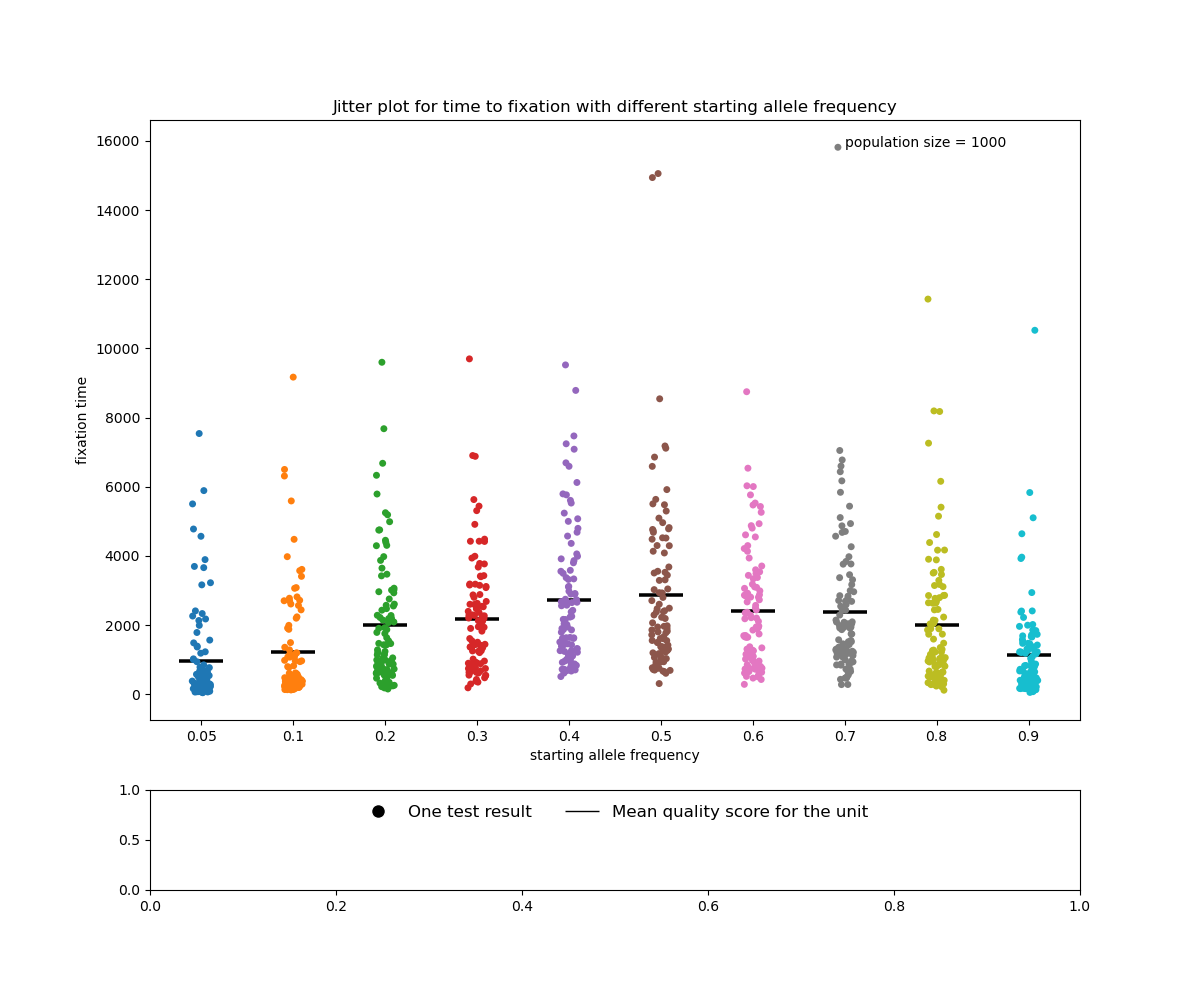 Jitter plot for time to fixation with different starting allele frequency
population size = 1000
16000
14000
12000
10000
8000
6000
4000
2000
0
fixation time
0.05 0.1 0.2 0.3 0.4 0.5 0.6 0.7 0.8 0.9
starting allele frequency
One test result Mean quality score for the unit
1.0
0.5
0.0
0.0 0.2 0.4 0.6 0.8 1.0